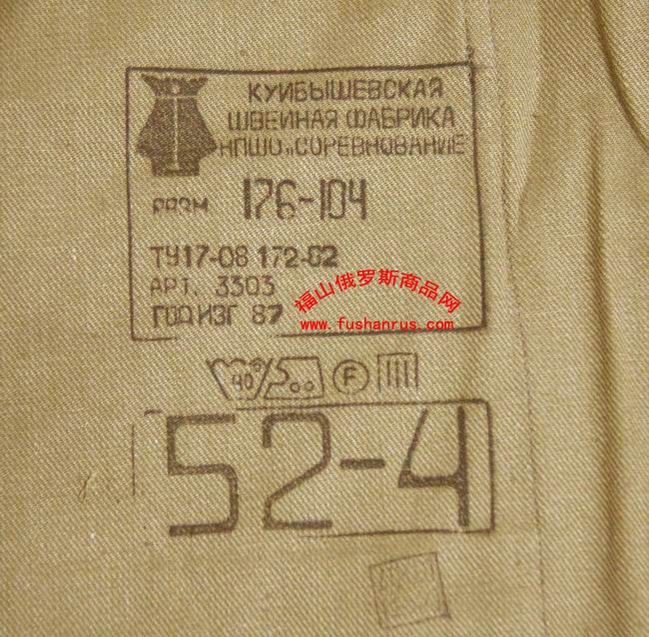 КУЙБЫШЕВСКАЯ
ШВЕЙНАЯ ФАБРИКА
НПШО „СОРЕВНОВАНИЕ
РАЗМ 176-104
ТУ17-08 172-82
АРТ. 3303
ГОД ИЗГ 87
福山俄罗斯商品网
www.fushanrus.com
40°
F
52-4